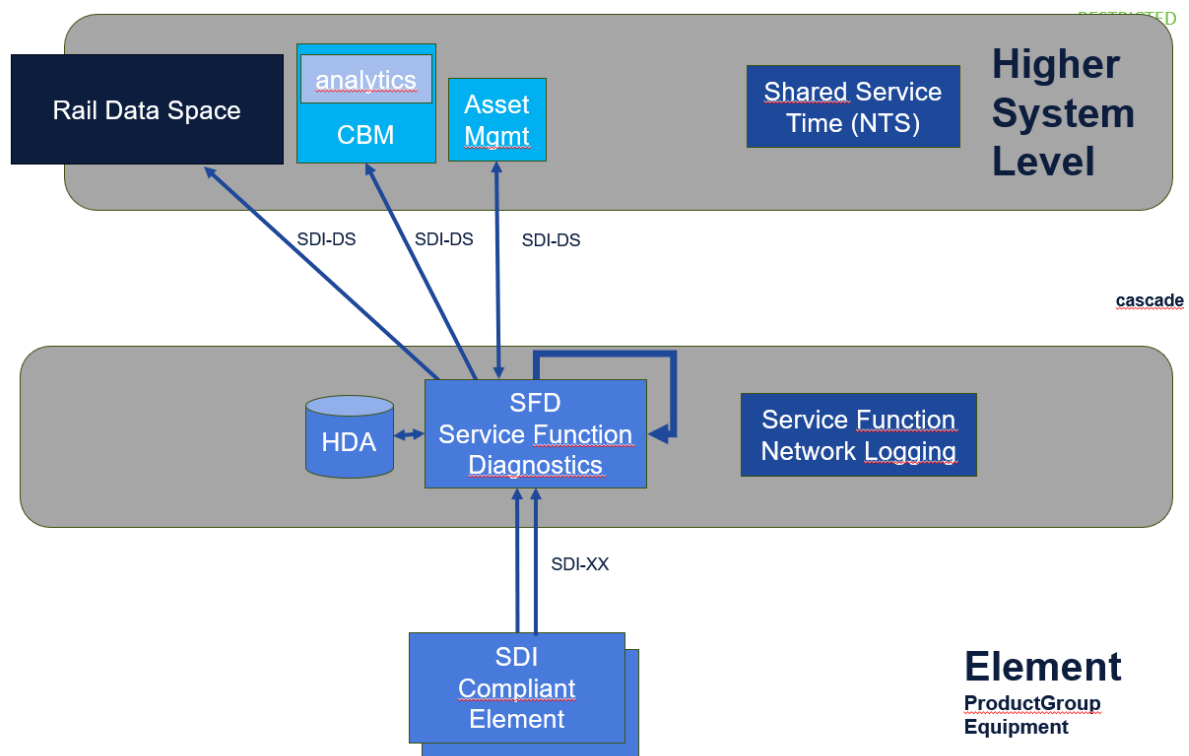 RESTRICTED
Higher
System
Level
Rail Data Space
analytics
CBM
Asset
Mgmt
Shared Service
Time (NTS)
SDI-DS
SDI-DS
SDI-DS
cascade
HDA
SFD
Service Function
Diagnostics
Service Function
Network Logging
SDI-XX
SDI
Compliant
Element
Element
ProductGroup
Equipment